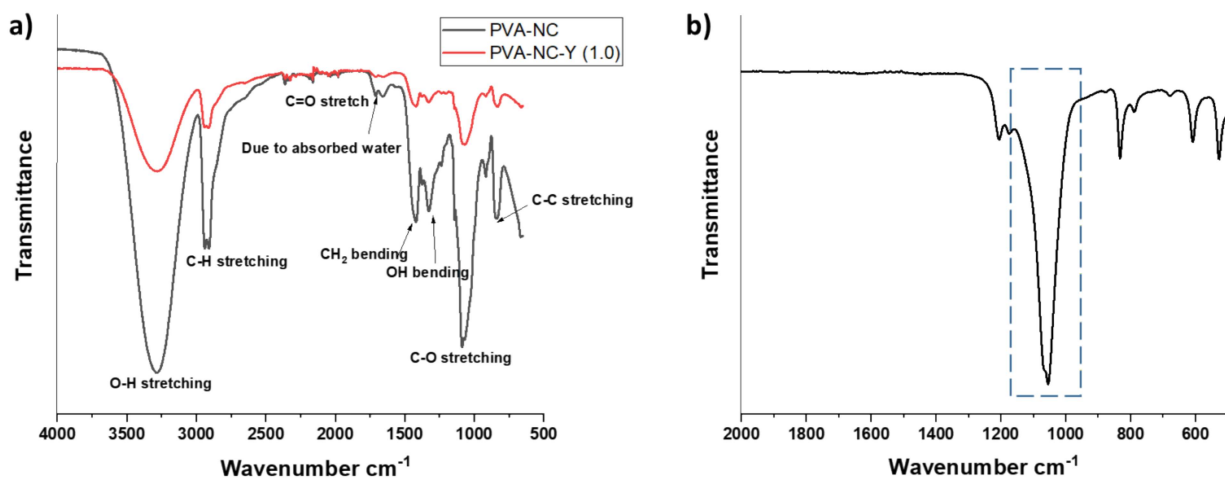 a)
PVA-NC
PVA-NC-Y (1.0)
C=O stretch
Due to absorbed water
C-C stretching
CH₂ bending
OH bending
C-H stretching
C-O stretching
O-H stretching
Transmittance
4000 3500 3000 2500 2000 1500 1000 500
Wavenumber cm⁻¹
b)
Transmittance
2000 1800 1600 1400 1200 1000 800 600
Wavenumber cm⁻¹